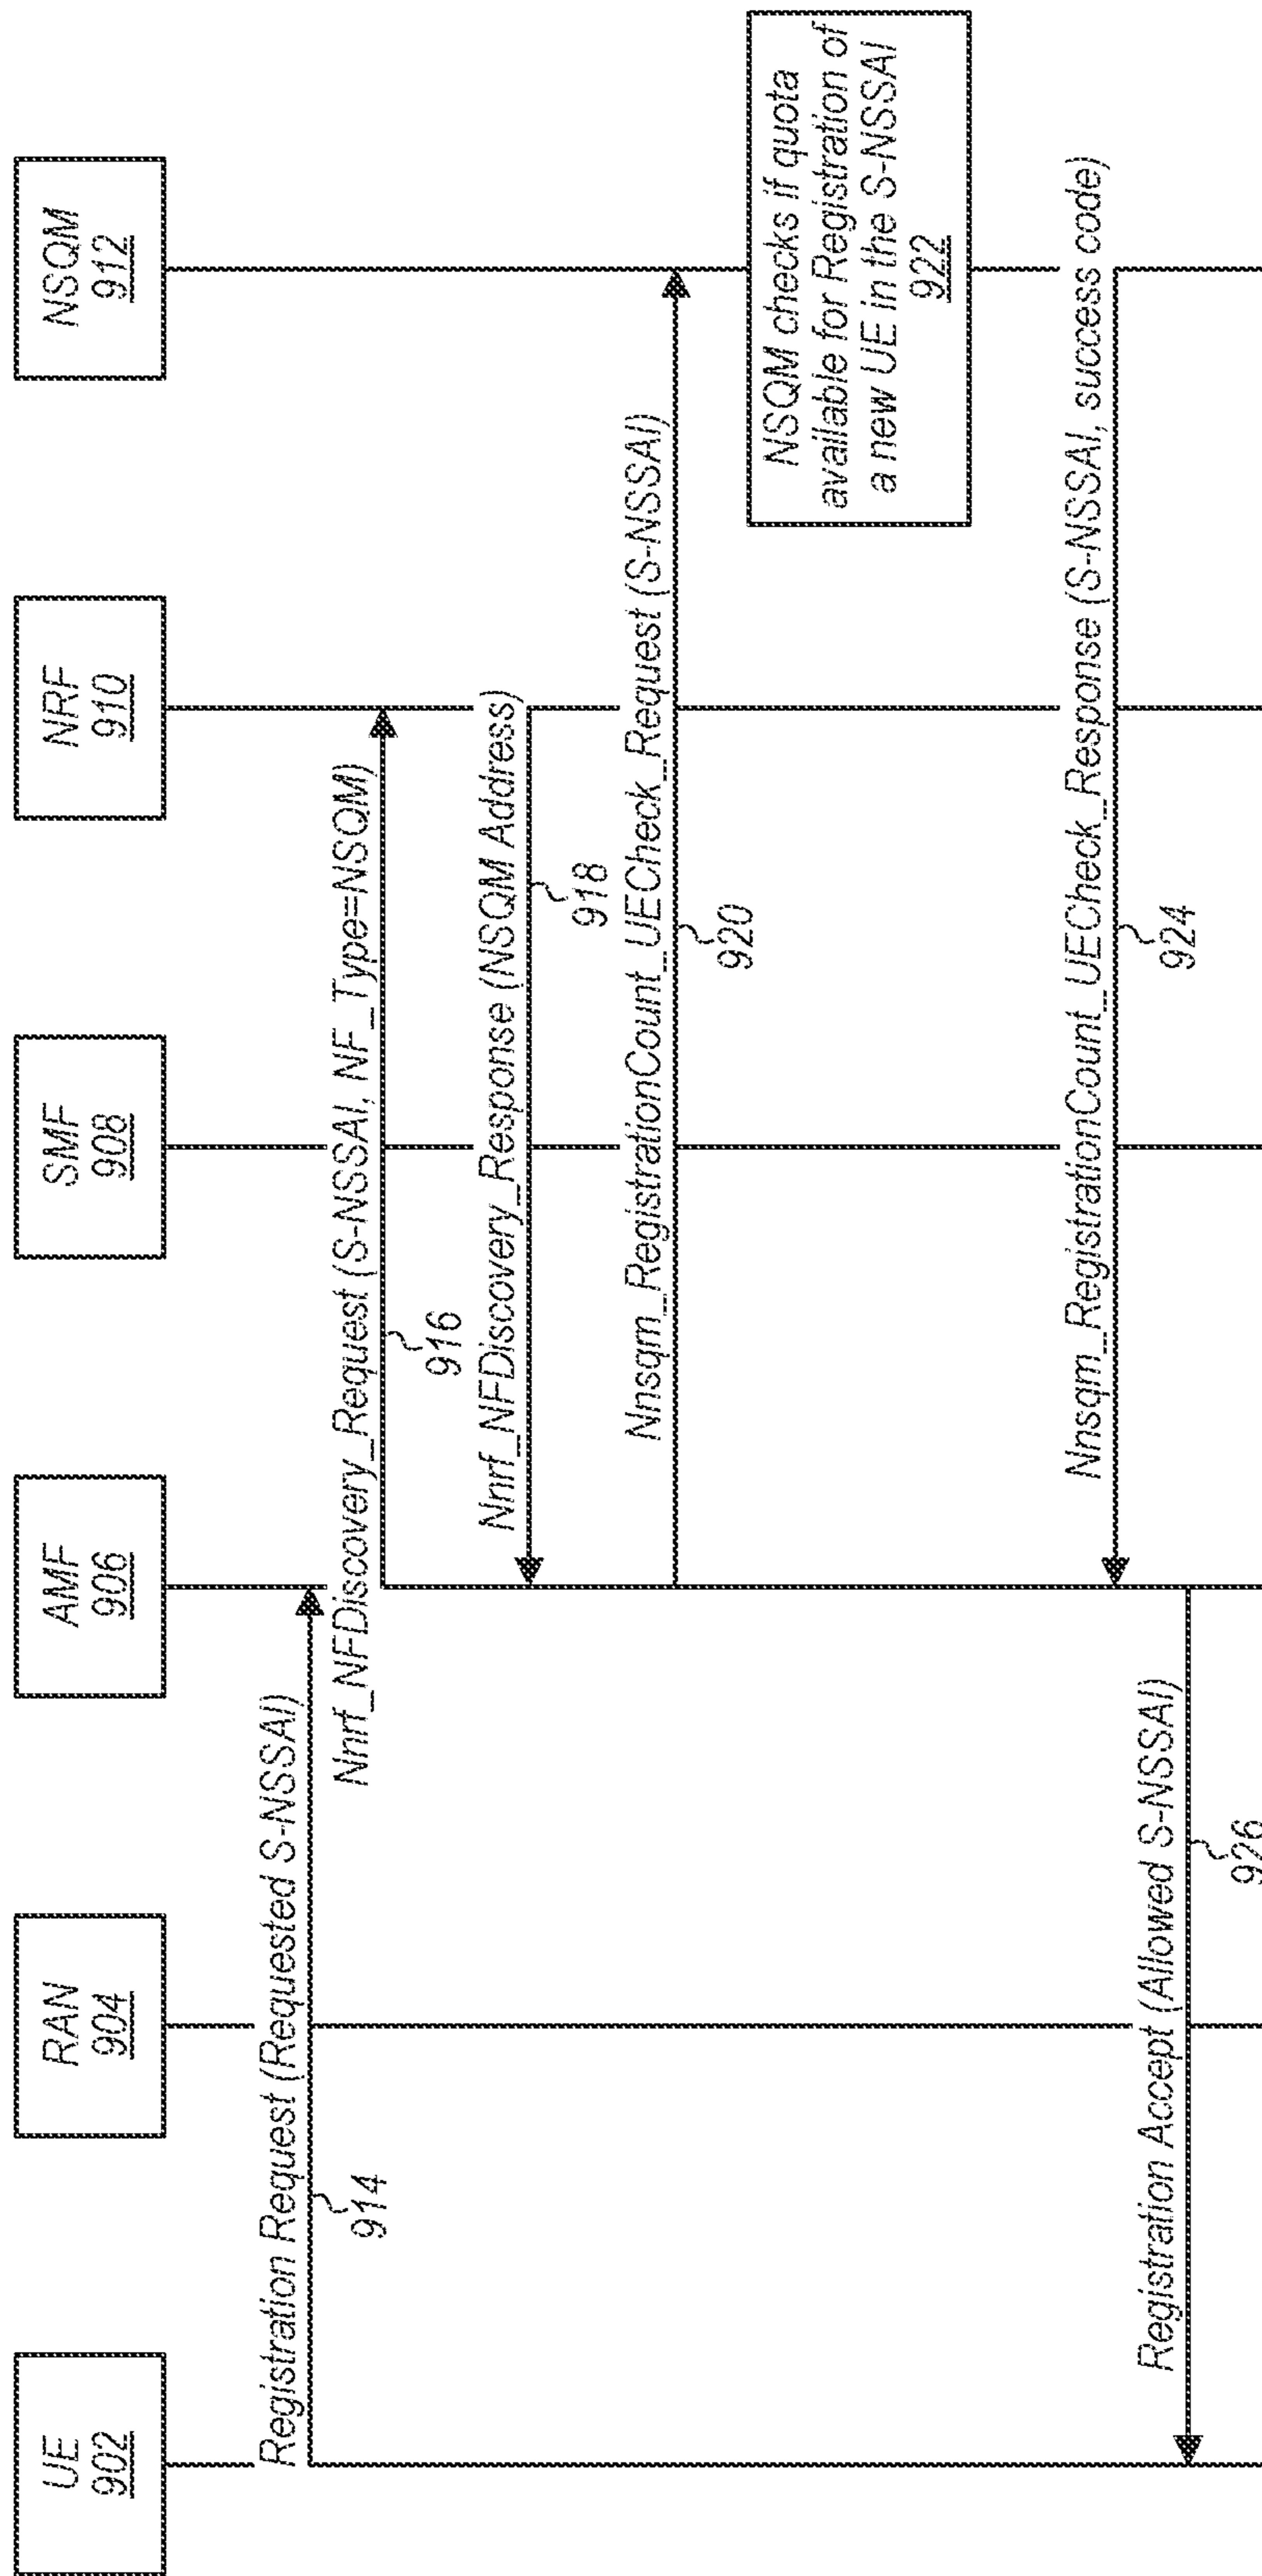 UE
902
RAN
904
AMF
906
SMF
908
NRF
910
NSQM
912
Registration Request (Requested S-NSSAI)
914
Nnrf_NFDiscovery_Request (S-NSSAI, NF_Type=NSQM)
916
Nnrf_NFDiscovery_Response (NSQM Address)
918
Nnsqm_RegistrationCount_UECheck_Request (S-NSSAI)
920
NSQM checks if quota
available for Registration of
a new UE in the S-NSSAI
922
Nnsqm_RegistrationCount_UECheck_Response (S-NSSAI, success code)
924
Registration Accept (Allowed S-NSSAI)
926